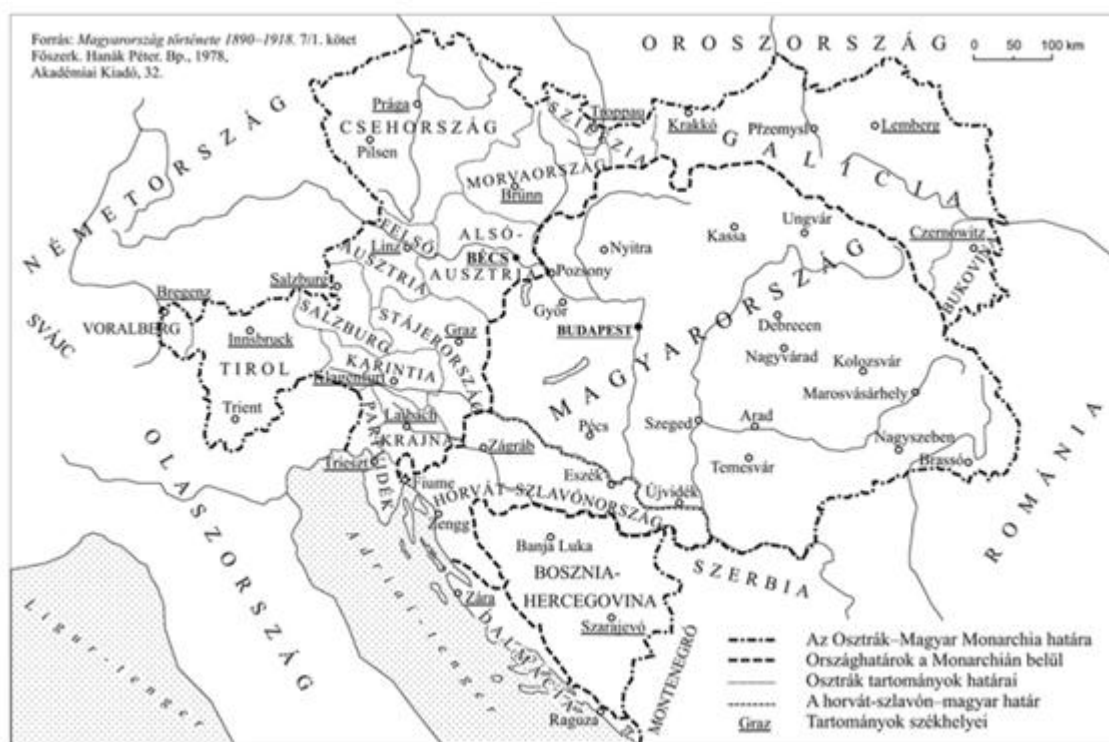 Forrás: Magyarország története 1890–1918. 7/1. kötet
Főszerk. Hanák Péter. Bp., 1978,
Akadémiai Kiadó, 32.
OROSZORSZÁG
0 50 100 km
NÉMETORSZÁG
Prága
CSEHORSZÁG
Pilsen
SZILÉZIA
Troppau
Krakkó
Přzemysl
Lemberg
GALÍCIA
MORVAORSZÁG
Brünn
FELSŐ-
AUSZTRIA
Linz
ALSÓ-
AUSZTRIA
BÉCS
Pozsony
Nyitra
Kassa
Ungvár
Czernowitz
BUKOVINA
Salzburg
Bregenz
SVÁJC
VORALBERG
Innsbruck
TIROL
Trient
SALZBURG
STÁJERORSZÁG
Graz
KARINTIA
Klagenfurt
Győr
BUDAPEST
MAGYARORSZÁG
Debrecen
Nagyvárad
Kolozsvár
Marosvásárhely
Laibach
KRAJNA
PARTVIDÉK
Trieszt
Fiume
Zágráb
Pécs
Szeged
Arad
Temesvár
Nagyszeben
Brassó
ROMÁNIA
OLASZORSZÁG
HORVÁT-SZLAVÓNORSZÁG
Eszék
Újvidék
Zengg
Banja Luka
BOSZNIA-
HERCEGOVINA
Szarajevó
SZERBIA
Zára
DALMÁCIA
Raguza
MONTENEGRÓ
Adriai-tenger
Ligur-tenger
Az Osztrák–Magyar Monarchia határa
Országhatárok a Monarchián belül
Osztrák tartományok határai
A horvát-szlavón–magyar határ
Graz Tartományok székhelyei